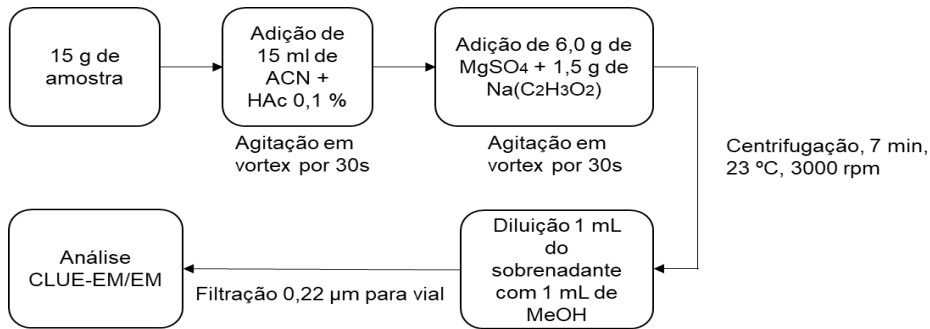 15 g de
amostra
Adição de
15 ml de
ACN +
HAc 0,1 %
Agitação em
vortex por 30s
Adição de 6,0 g de
MgSO4 + 1,5 g de
Na(C2H3O2)
Agitação em
vortex por 30s
Centrifugação, 7 min,
23 ºC, 3000 rpm
Diluição 1 mL
do
sobrenadante
com 1 mL de
MeOH
Filtração 0,22 µm para vial
Análise
CLUE-EM/EM